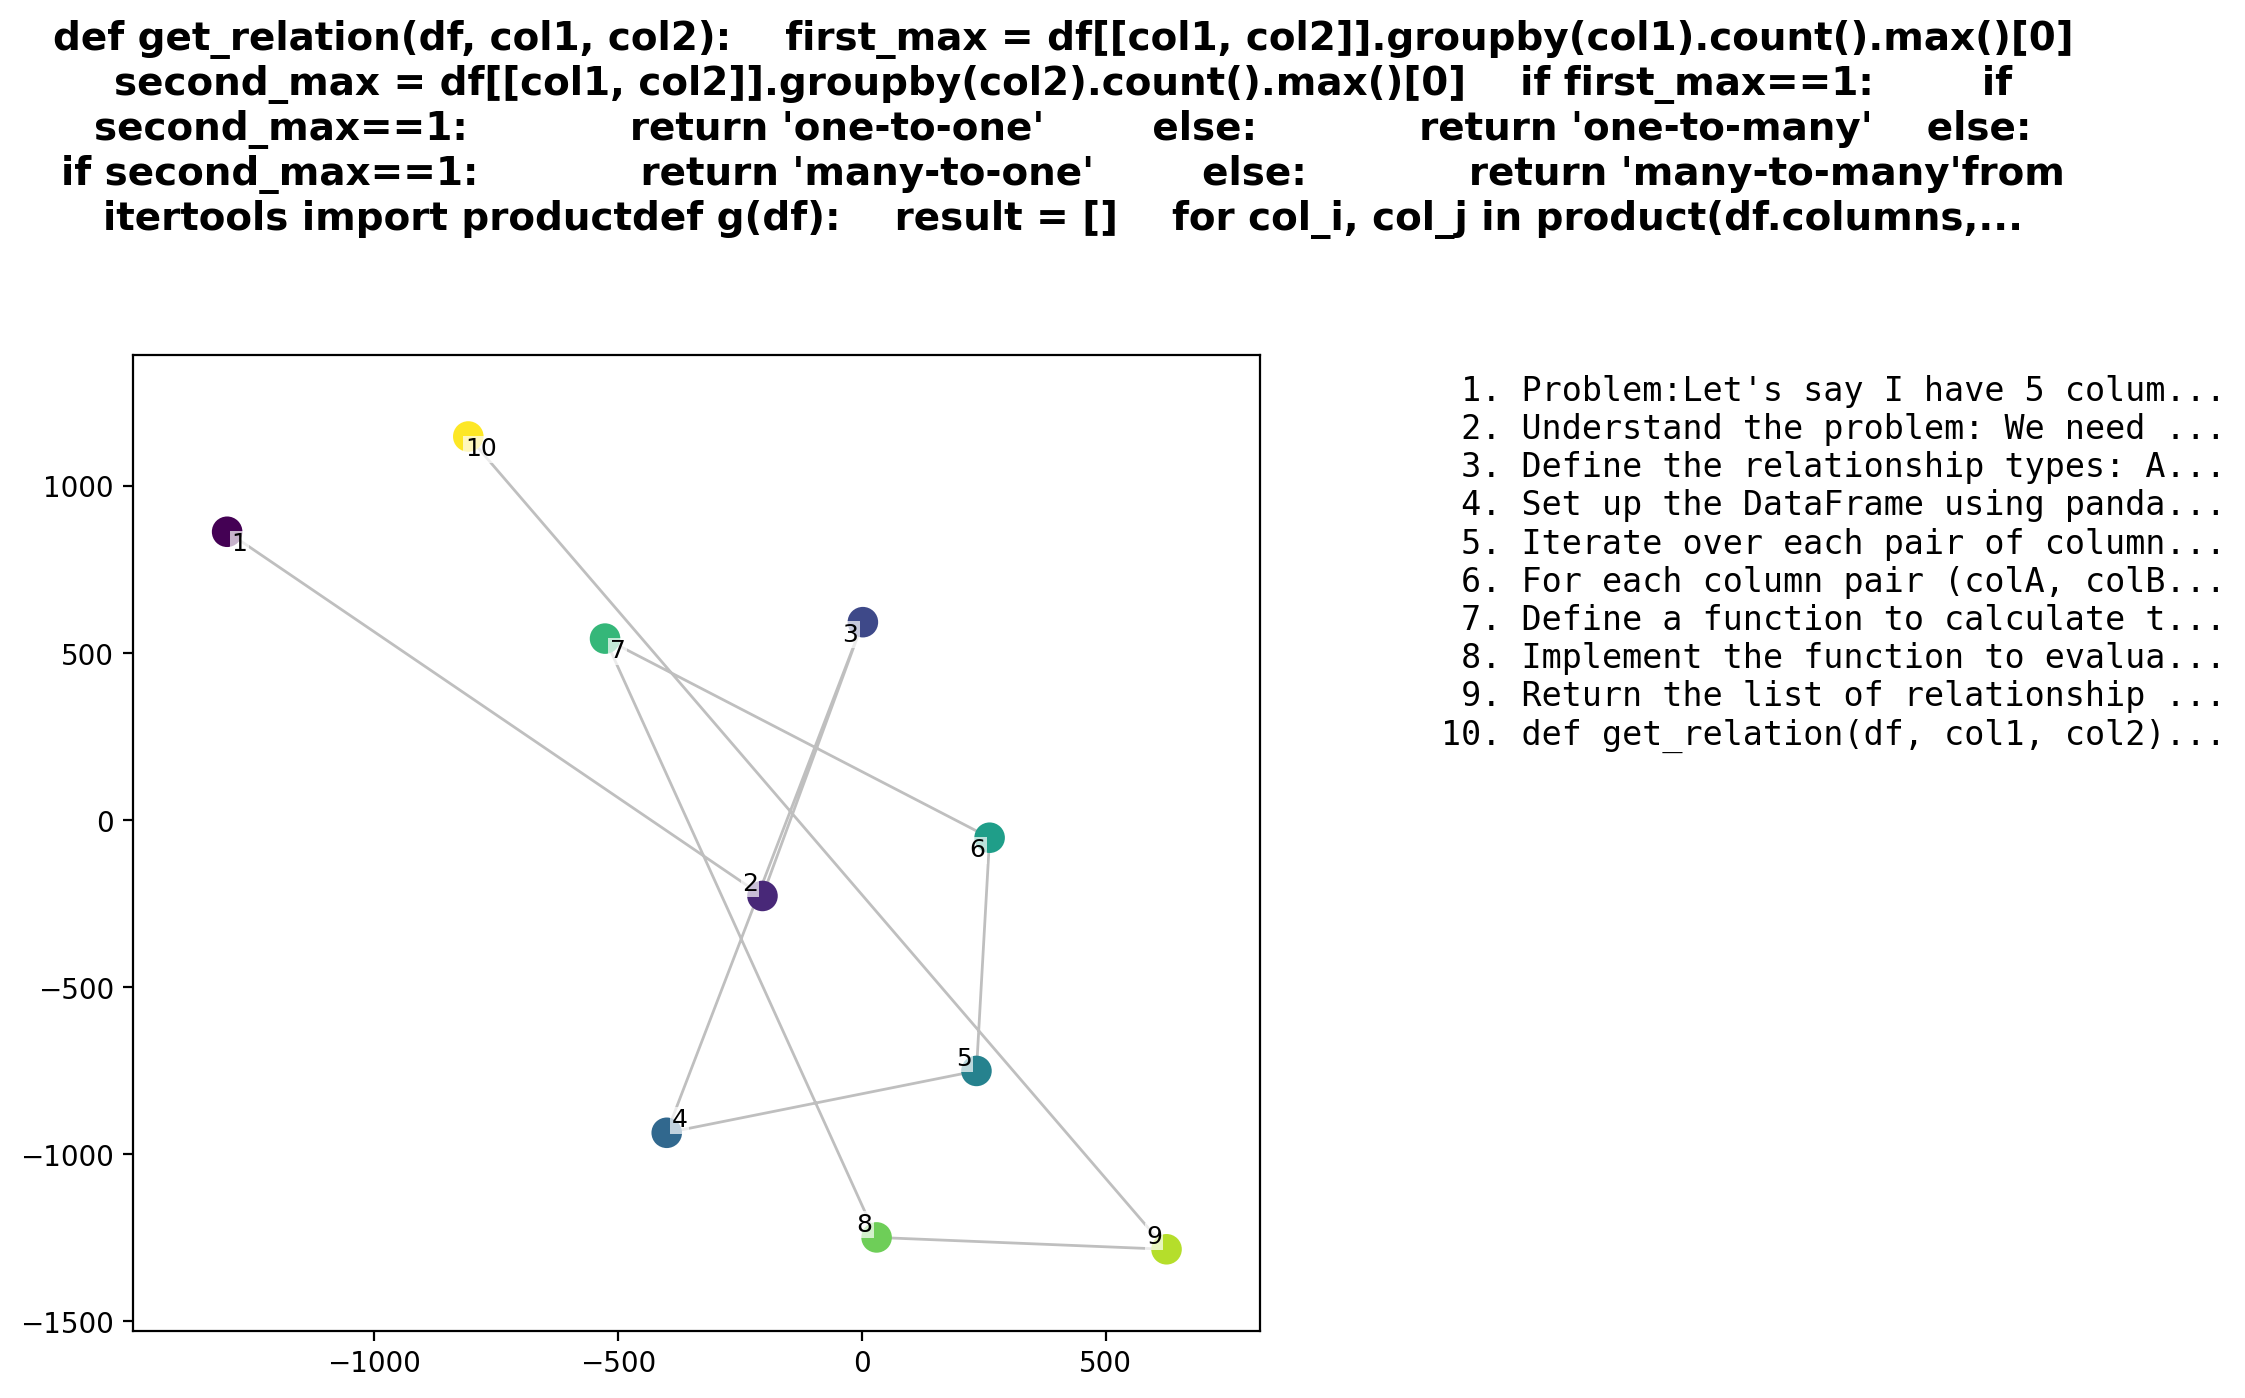 def get_relation(df, col1, col2):    first_max = df[[col1, col2]].groupby(col1).count().max()[0]
second_max = df[[col1, col2]].groupby(col2).count().max()[0]    if first_max==1:        if
second_max==1:            return 'one-to-one'        else:            return 'one-to-many'    else:
if second_max==1:            return 'many-to-one'        else:            return 'many-to-many'from
itertools import productdef g(df):    result = []    for col_i, col_j in product(df.columns,...
1. Problem:Let's say I have 5 colum...
2. Understand the problem: We need ...
3. Define the relationship types: A...
4. Set up the DataFrame using panda...
5. Iterate over each pair of column...
6. For each column pair (colA, colB...
7. Define a function to calculate t...
8. Implement the function to evalua...
9. Return the list of relationship ...
10. def get_relation(df, col1, col2)...
10
1
3
7
6
2
5
4
8
9
1000
500
0
−500
−1000
−1500
−1000
−500
0
500